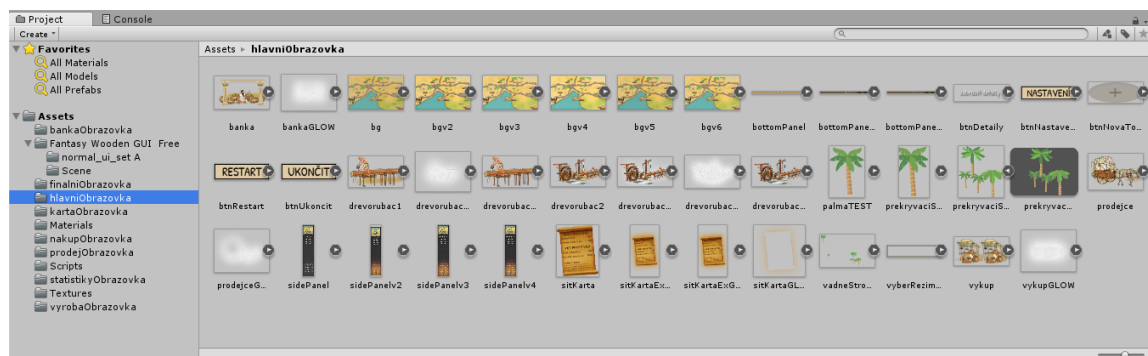 Project
Console
Create
Favorites
All Materials
All Models
All Prefabs
Assets
bankaObrazovka
Fantasy Wooden GUI Free
normal_ui_set A
Scene
finalniObrazovka
hlavniObrazovka
kartaObrazovka
Materials
nakupObrazovka
prodejObrazovka
Scripts
statistikyObrazovka
Textures
vyrobaObrazovka
Assets ▸ hlavniObrazovka
NASTAVENÍ
banka bankaGLOW bg bgv2 bgv3 bgv4 bgv5 bgv6 bottomPanel bottomPane... bottomPane... btnDetaily btnNastave... btnNovaTo...
RESTART UKONČIT
btnRestart btnUkoncit drevorubac1 drevorubac... drevorubac... drevorubac2 drevorubac... drevorubac... palmaTEST prekryvaciS... prekryvaciS... prekryvac... prodejce
prodejceG... sidePanel sidePanelv2 sidePanelv3 sidePanelv4 sitKarta sitKartaEx... sitKartaExG... sitKartaGL... vadneStro... vyberRezim... vykup vykupGLOW